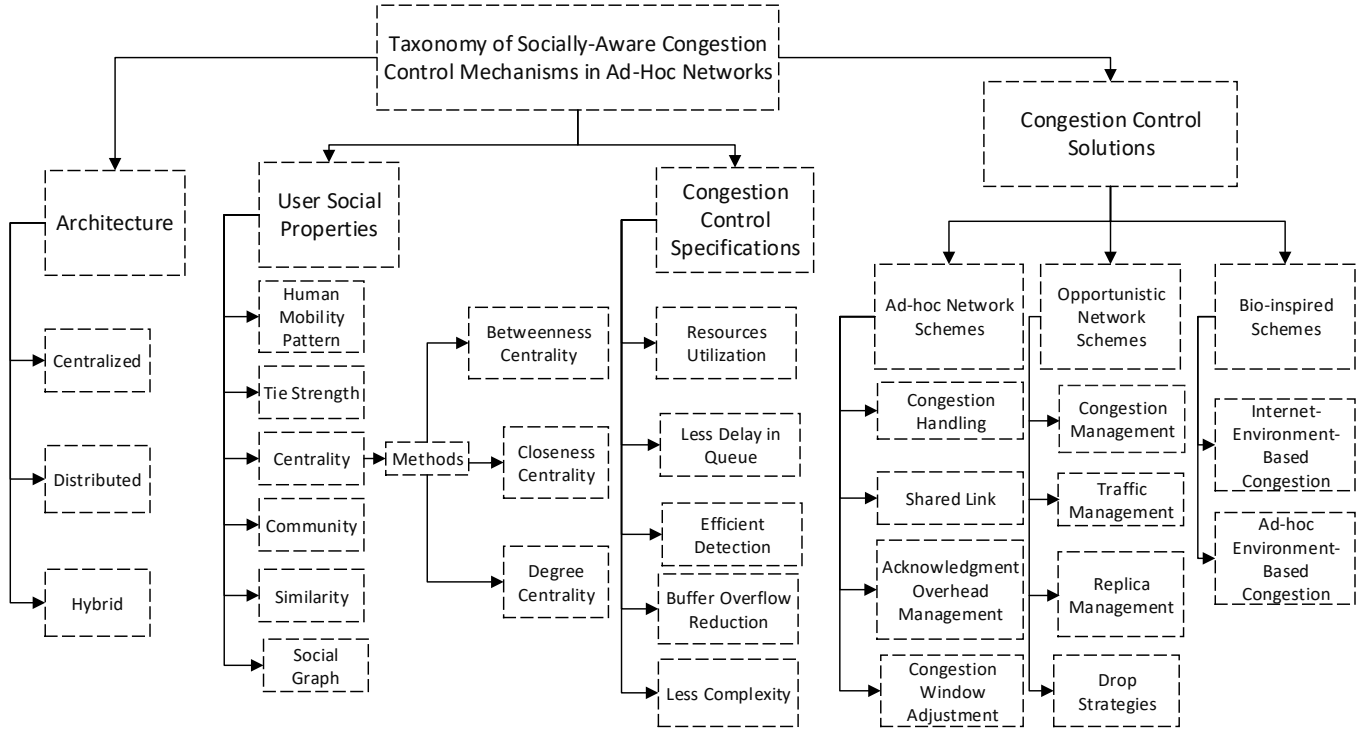 Taxonomy of Socially-Aware Congestion
Control Mechanisms in Ad-Hoc Networks
Architecture
Centralized
Distributed
Hybrid
User Social
Properties
Human
Mobility
Pattern
Tie Strength
Centrality
Community
Similarity
Social
Graph
Methods
Betweenness
Centrality
Closeness
Centrality
Degree
Centrality
Congestion
Control
Specifications
Resources
Utilization
Less Delay in
Queue
Efficient
Detection
Buffer Overflow
Reduction
Less Complexity
Congestion Control
Solutions
Ad-hoc Network
Schemes
Congestion
Handling
Shared Link
Acknowledgment
Overhead
Management
Congestion
Window
Adjustment
Opportunistic
Network
Schemes
Congestion
Management
Traffic
Management
Replica
Management
Drop
Strategies
Bio-inspired
Schemes
Internet-
Environment-
Based
Congestion
Ad-hoc
Environment-
Based
Congestion